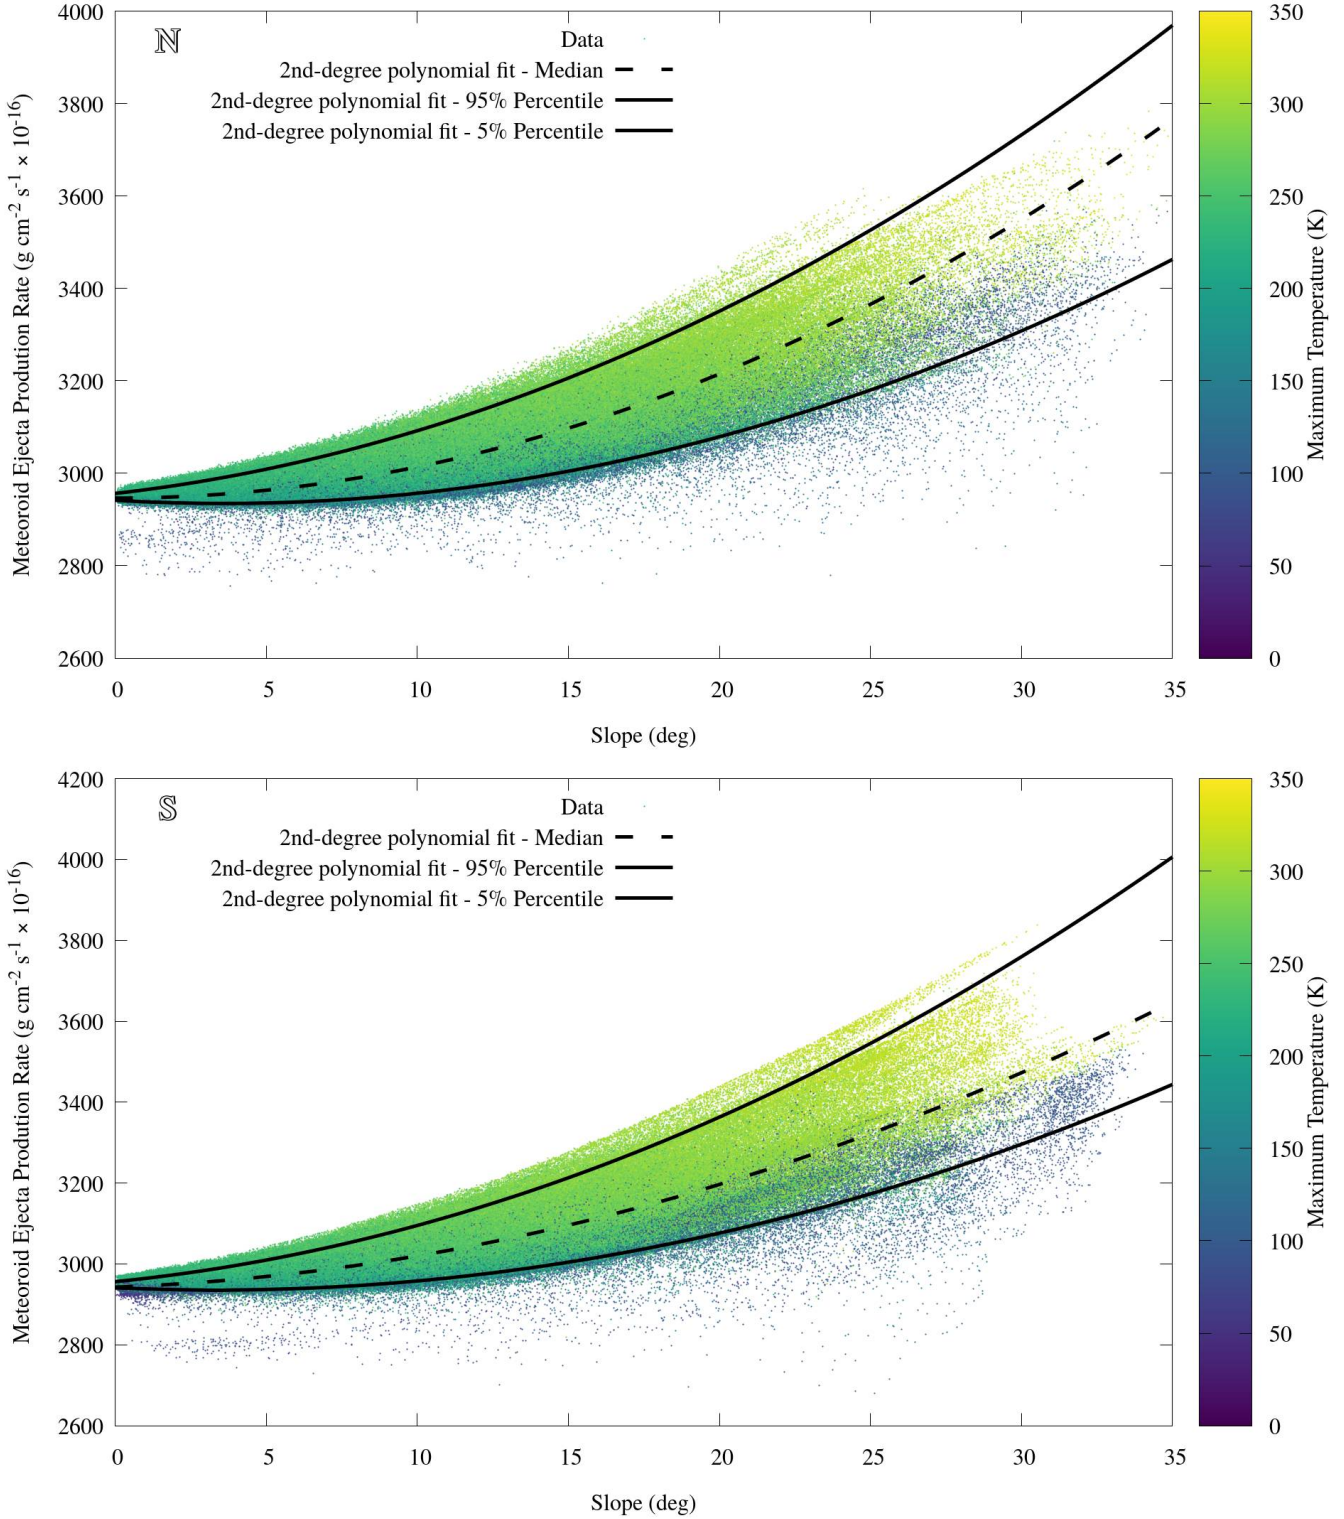 N
Data
2nd-degree polynomial fit - Median
2nd-degree polynomial fit - 95% Percentile
2nd-degree polynomial fit - 5% Percentile
4000
3800
3600
3400
3200
3000
2800
2600
Meteoroid Ejecta Prodution Rate (g cm⁻² s⁻¹ × 10⁻¹⁶)
0 5 10 15 20 25 30 35
Slope (deg)
350
300
250
200
150
100
50
0
Maximum Temperature (K)
S
Data
2nd-degree polynomial fit - Median
2nd-degree polynomial fit - 95% Percentile
2nd-degree polynomial fit - 5% Percentile
4200
4000
3800
3600
3400
3200
3000
2800
2600
Meteoroid Ejecta Prodution Rate (g cm⁻² s⁻¹ × 10⁻¹⁶)
0 5 10 15 20 25 30 35
Slope (deg)
350
300
250
200
150
100
50
0
Maximum Temperature (K)